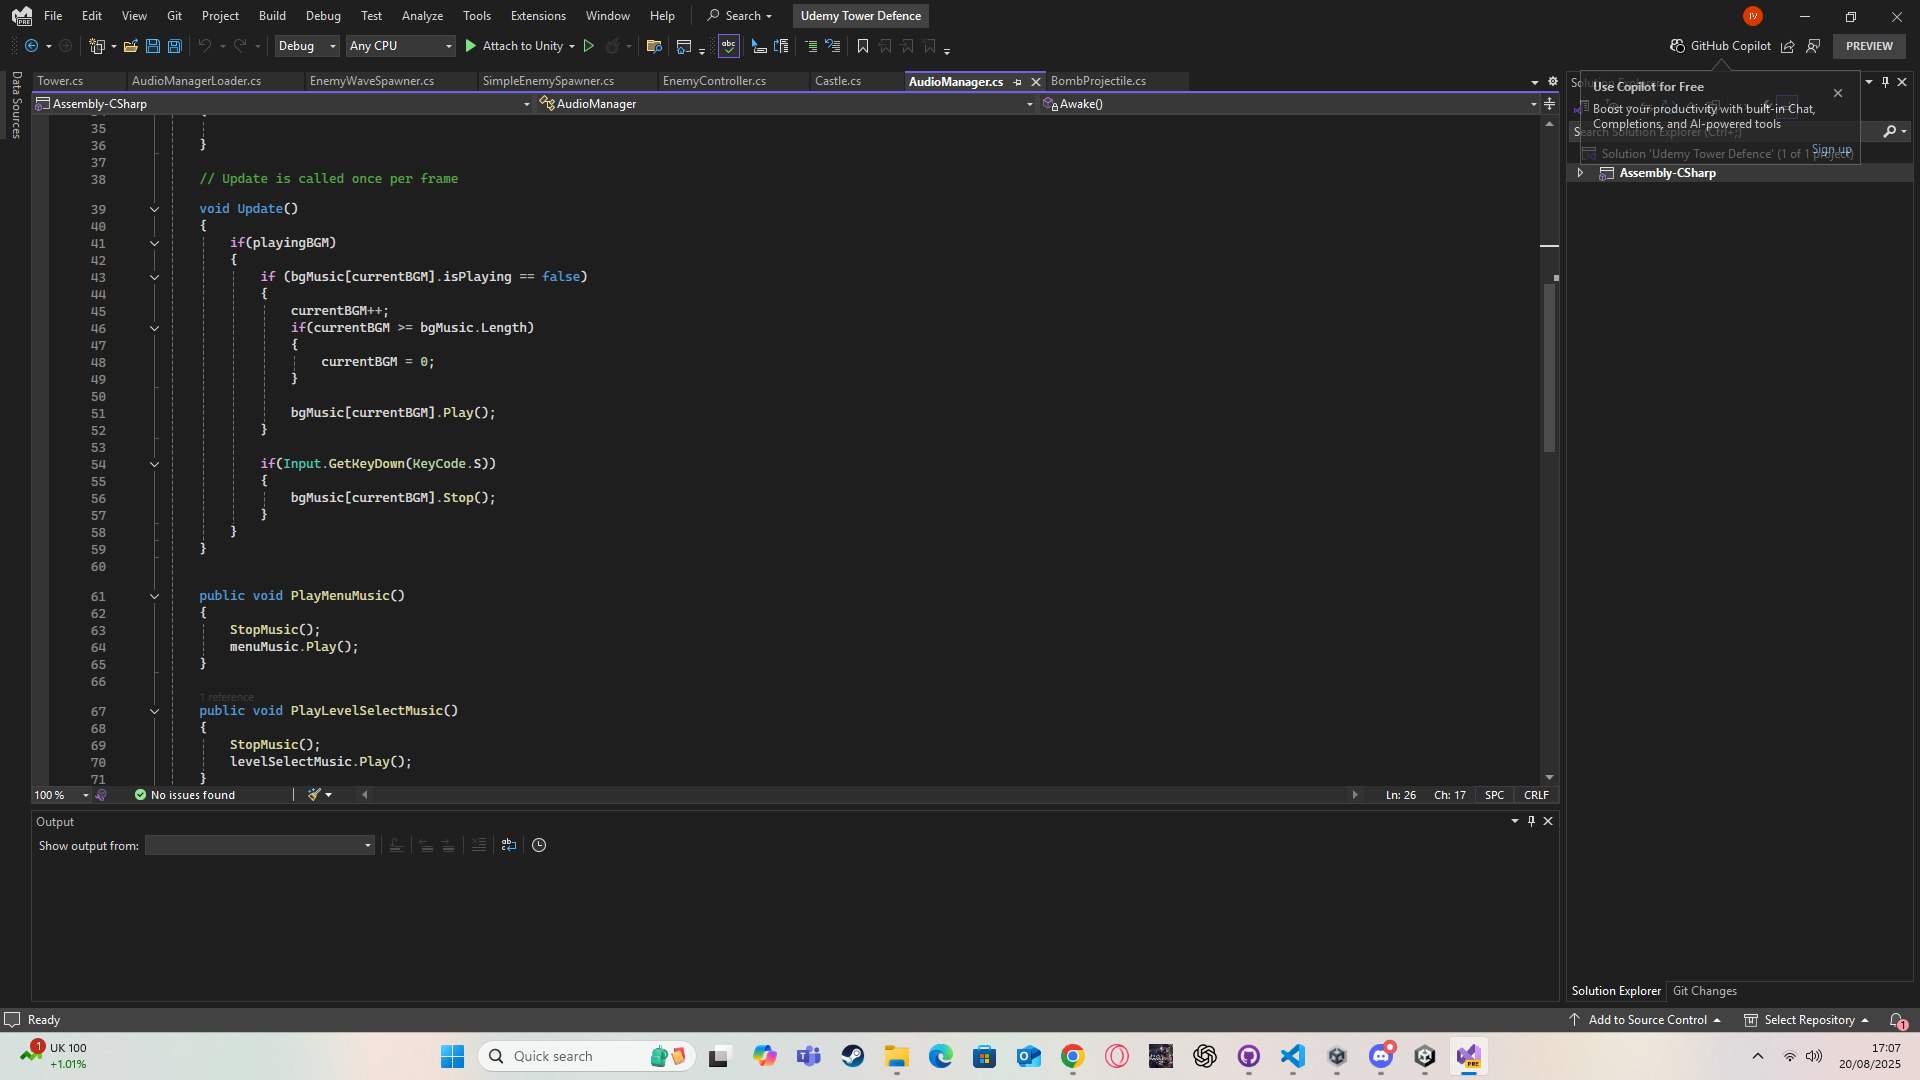 File Edit View Git Project Build Debug Test Analyze Tools Extensions Window Help Search Udemy Tower Defence IV
Debug Any CPU Attach to Unity GitHub Copilot PREVIEW
Data Sources
Tower.cs AudioManagerLoader.cs EnemyWaveSpawner.cs SimpleEnemySpawner.cs EnemyController.cs Castle.cs AudioManager.cs BombProjectile.cs
Assembly-CSharp AudioManager Awake()
35
36 }
37
38 // Update is called once per frame
39 void Update()
40 {
41 if(playingBGM)
42 {
43 if (bgMusic[currentBGM].isPlaying == false)
44 {
45 currentBGM++;
46 if(currentBGM >= bgMusic.Length)
47 {
48 currentBGM = 0;
49 }
50
51 bgMusic[currentBGM].Play();
52 }
53
54 if(Input.GetKeyDown(KeyCode.S))
55 {
56 bgMusic[currentBGM].Stop();
57 }
58 }
59 }
60
61 public void PlayMenuMusic()
62 {
63 StopMusic();
64 menuMusic.Play();
65 }
66
1 reference
67 public void PlayLevelSelectMusic()
68 {
69 StopMusic();
70 levelSelectMusic.Play();
71 }
100 % No issues found Ln: 26 Ch: 17 SPC CRLF
Output
Show output from:
Solution Explorer
Use Copilot for Free
Boost your productivity with built-in Chat,
Completions, and AI-powered tools
Search Solution Explorer (Ctrl+;)
Sign up
Solution 'Udemy Tower Defence' (1 of 1 project)
Assembly-CSharp
Solution Explorer Git Changes
Ready Add to Source Control Select Repository 1
1 UK 100
+1.01%
Quick search
PRE
17:07
20/08/2025